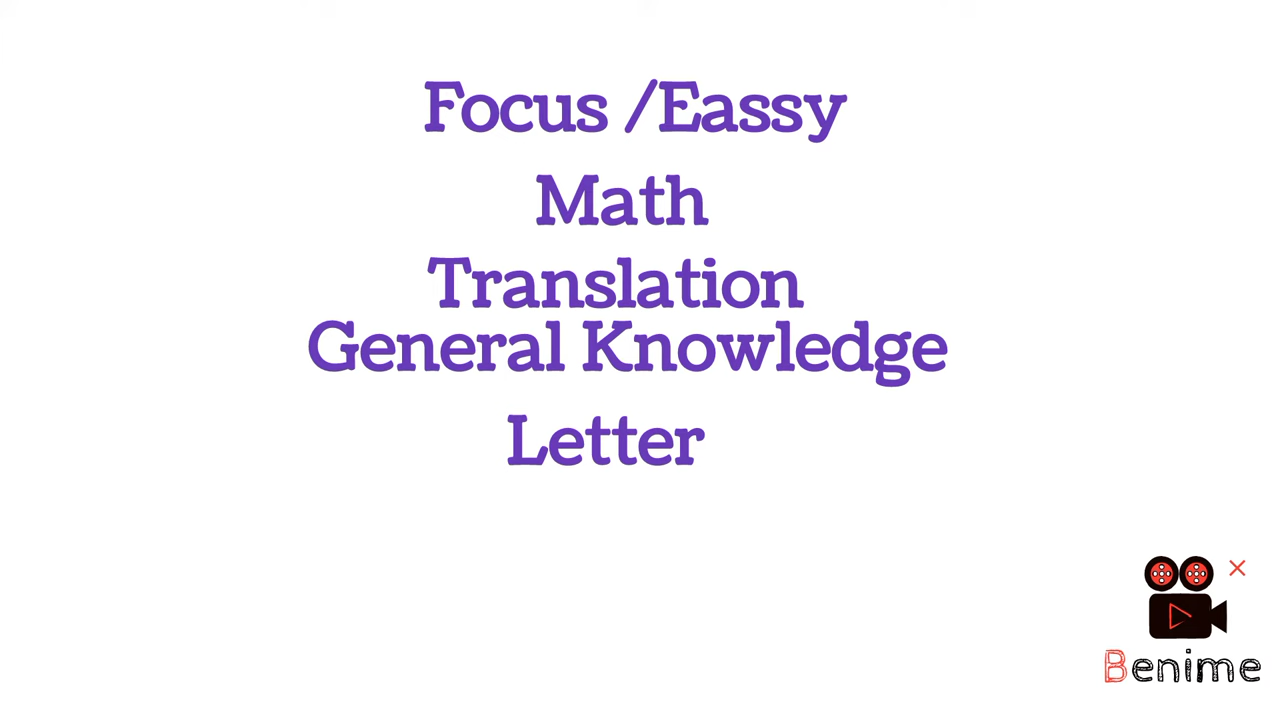 Focus /Eassy
Math
Translation
General Knowledge
Letter
Benime